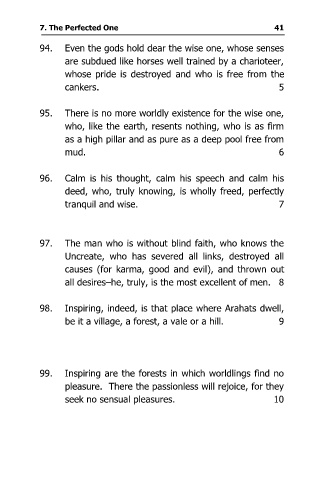 7. The Perfected One 41
94. Even the gods hold dear the wise one, whose senses
are subdued like horses well trained by a charioteer,
whose pride is destroyed and who is free from the
cankers. 5
95. There is no more worldly existence for the wise one,
who, like the earth, resents nothing, who is as firm
as a high pillar and as pure as a deep pool free from
mud. 6
96. Calm is his thought, calm his speech and calm his
deed, who, truly knowing, is wholly freed, perfectly
tranquil and wise. 7
97. The man who is without blind faith, who knows the
Uncreate, who has severed all links, destroyed all
causes (for karma, good and evil), and thrown out
all desires–he, truly, is the most excellent of men. 8
98. Inspiring, indeed, is that place where Arahats dwell,
be it a village, a forest, a vale or a hill. 9
99. Inspiring are the forests in which worldlings find no
pleasure. There the passionless will rejoice, for they
seek no sensual pleasures. 10